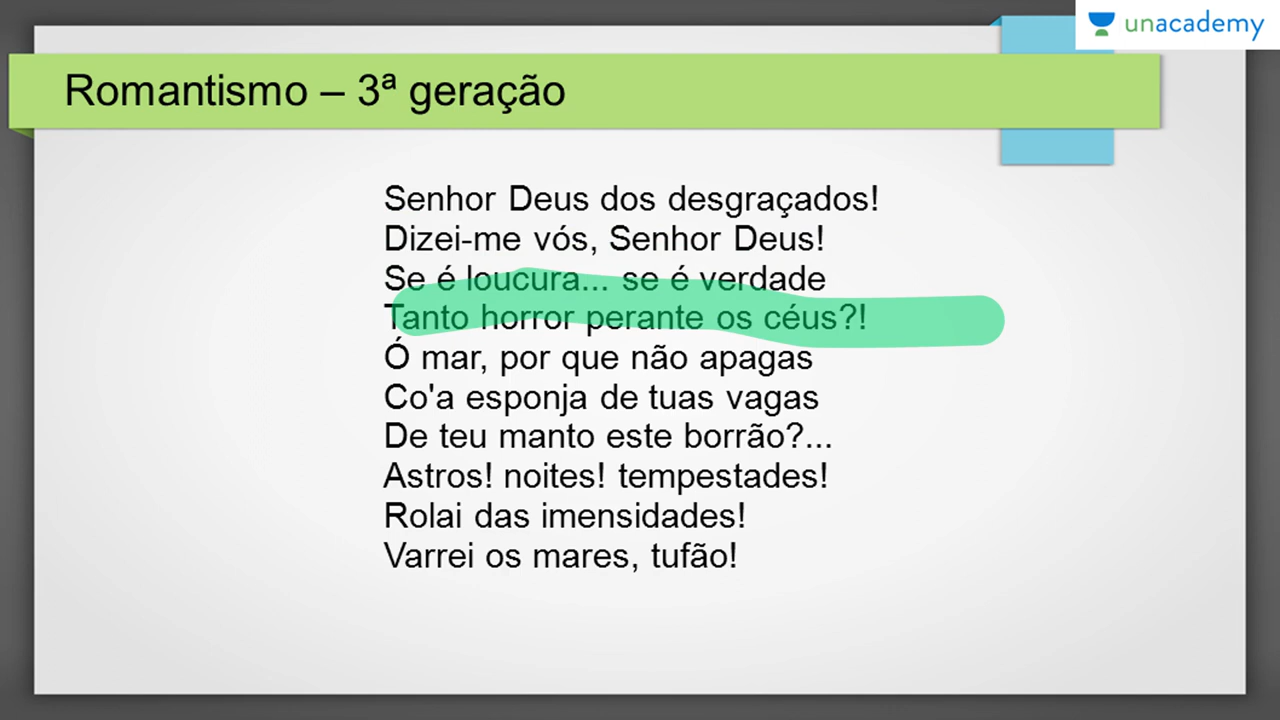 unacademy
Romantismo – 3ª geração
Senhor Deus dos desgraçados!
Dizei-me vós, Senhor Deus!
Se é loucura... se é verdade
Tanto horror perante os céus?!
Ó mar, por que não apagas
Co'a esponja de tuas vagas
De teu manto este borrão?...
Astros! noites! tempestades!
Rolai das imensidades!
Varrei os mares, tufão!